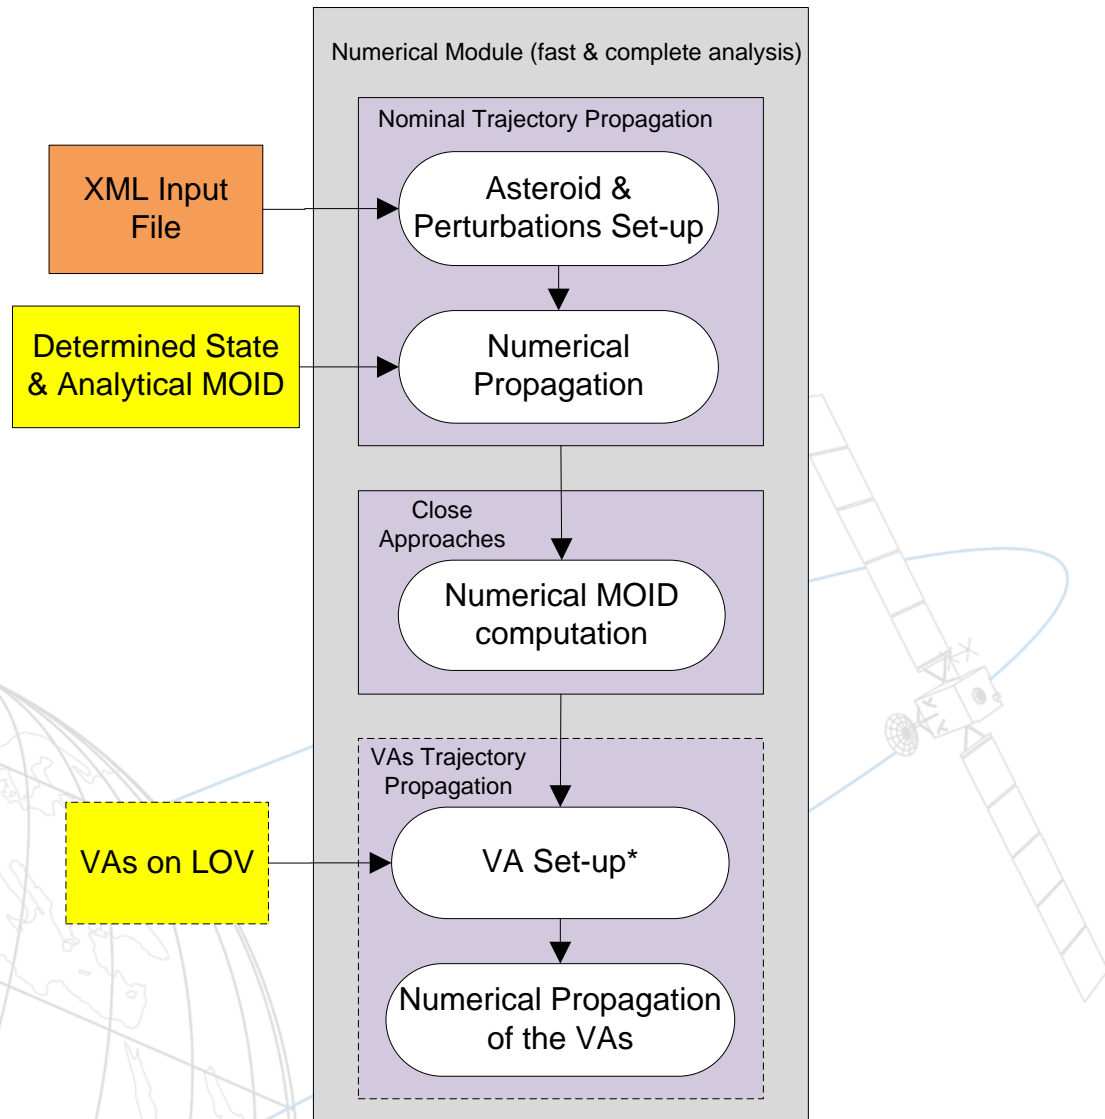 Numerical Module (fast & complete analysis)
Nominal Trajectory Propagation
XML Input
File
Asteroid &
Perturbations Set-up
Determined State
& Analytical MOID
Numerical
Propagation
Close
Approaches
Numerical MOID
computation
VAs Trajectory
Propagation
VAs on LOV
VA Set-up*
Numerical Propagation
of the VAs